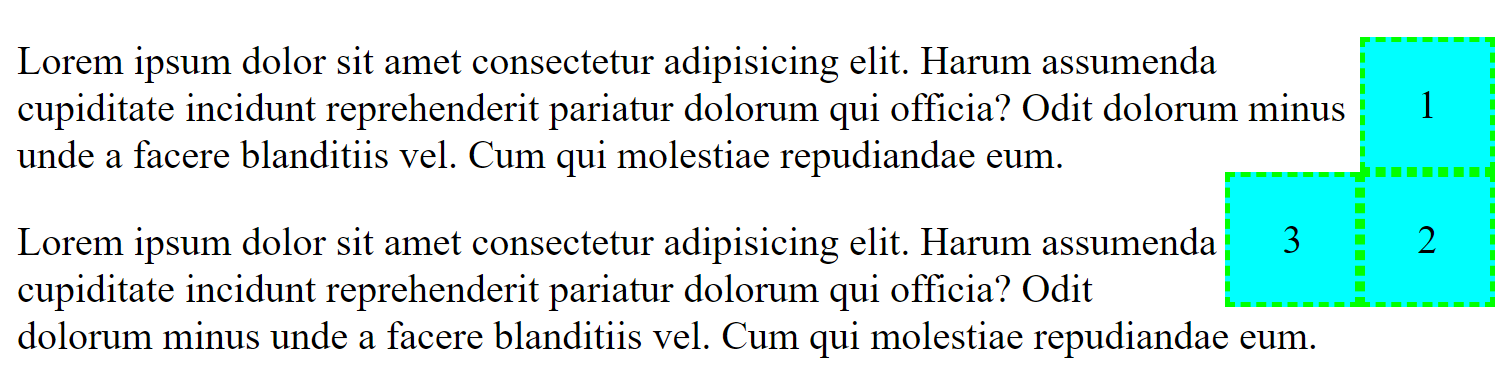 Lorem ipsum dolor sit amet consectetur adipisicing elit. Harum assumenda
cupiditate incidunt reprehenderit pariatur dolorum qui officia? Odit dolorum minus
unde a facere blanditiis vel. Cum qui molestiae repudiandae eum.
1
Lorem ipsum dolor sit amet consectetur adipisicing elit. Harum assumenda
cupiditate incidunt reprehenderit pariatur dolorum qui officia? Odit
dolorum minus unde a facere blanditiis vel. Cum qui molestiae repudiandae eum.
3
2